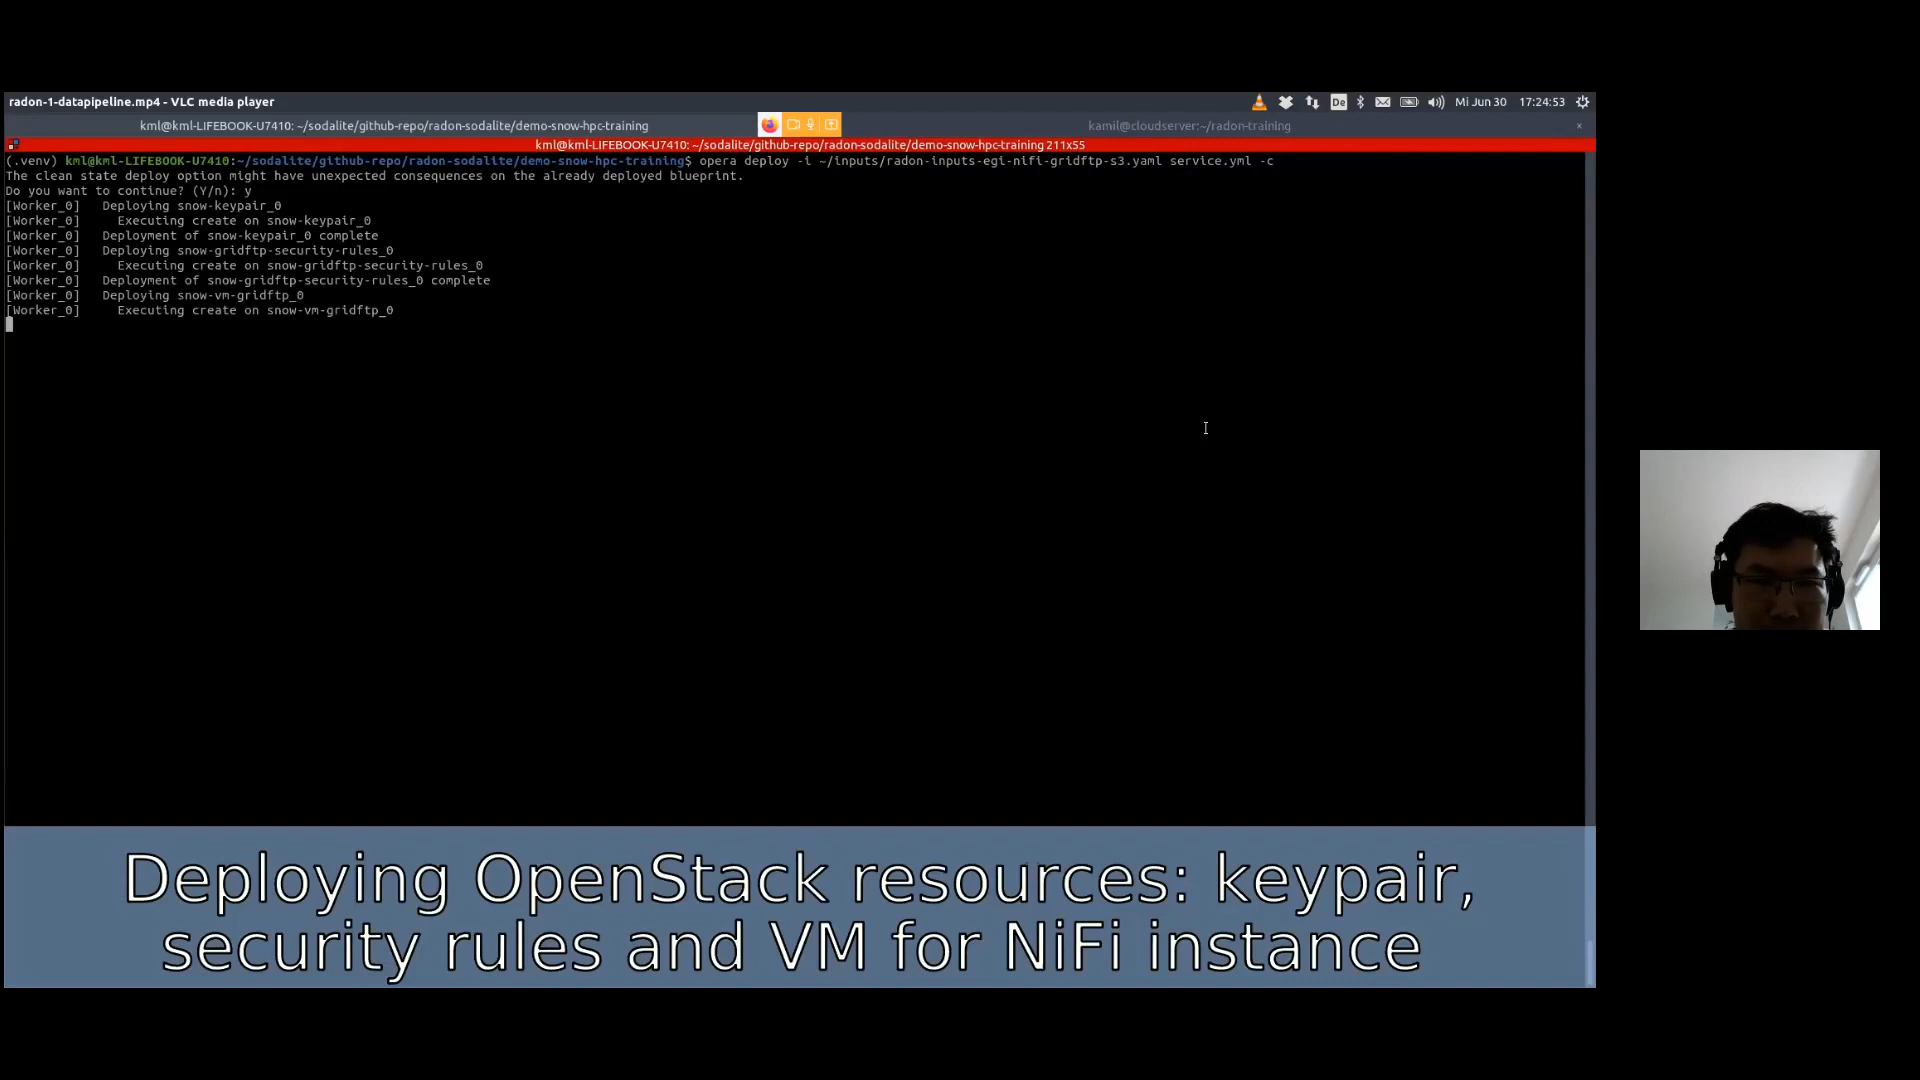 radon-1-datapipeline.mp4 - VLC media player
De
Mi Jun 30
17:24:53
kml@kml-LIFEBOOK-U7410: ~/sodalite/github-repo/radon-sodalite/demo-snow-hpc-training
kamil@cloudserver:~/radon-training
×
kml@kml-LIFEBOOK-U7410: ~/sodalite/github-repo/radon-sodalite/demo-snow-hpc-training 211x55
(.venv) kml@kml-LIFEBOOK-U7410:~/sodalite/github-repo/radon-sodalite/demo-snow-hpc-training$ opera deploy -i ~/inputs/radon-inputs-egi-nifi-gridftp-s3.yaml service.yml -c
The clean state deploy option might have unexpected consequences on the already deployed blueprint.
Do you want to continue? (Y/n): y
[Worker_0]   Deploying snow-keypair_0
[Worker_0]     Executing create on snow-keypair_0
[Worker_0]   Deployment of snow-keypair_0 complete
[Worker_0]   Deploying snow-gridftp-security-rules_0
[Worker_0]     Executing create on snow-gridftp-security-rules_0
[Worker_0]   Deployment of snow-gridftp-security-rules_0 complete
[Worker_0]   Deploying snow-vm-gridftp_0
[Worker_0]     Executing create on snow-vm-gridftp_0
Deploying OpenStack resources: keypair,
security rules and VM for NiFi instance